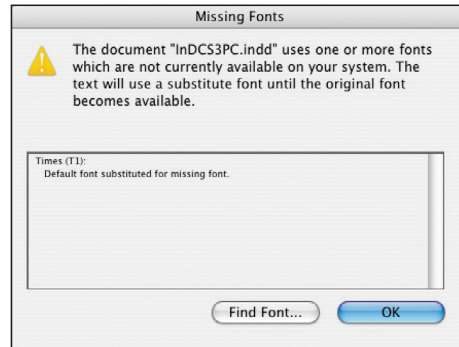 Missing Fonts
The document "InDCS3PC.indd" uses one or more fonts
which are not currently available on your system. The
text will use a substitute font until the original font
becomes available.
Times (T1):
Default font substituted for missing font.
Find Font... OK